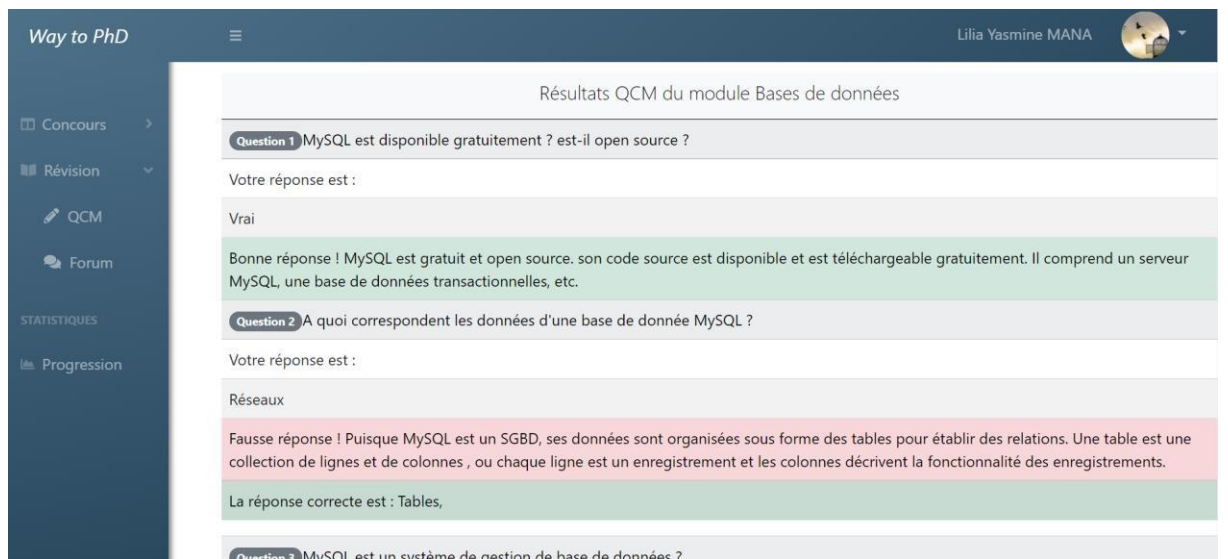 Way to PhD
Lilia Yasmine MANA
Concours
Révision
QCM
Forum
STATISTIQUES
Progression
Résultats QCM du module Bases de données
Question 1 MySQL est disponible gratuitement ? est-il open source ?
Votre réponse est :
Vrai
Bonne réponse ! MySQL est gratuit et open source. son code source est disponible et est téléchargeable gratuitement. Il comprend un serveur
MySQL, une base de données transactionnelles, etc.
Question 2 A quoi correspondent les données d'une base de donnée MySQL ?
Votre réponse est :
Réseaux
Fausse réponse ! Puisque MySQL est un SGBD, ses données sont organisées sous forme des tables pour établir des relations. Une table est une
collection de lignes et de colonnes , ou chaque ligne est un enregistrement et les colonnes décrivent la fonctionnalité des enregistrements.
La réponse correcte est : Tables,
Question 3 MySQL est un système de gestion de base de données ?